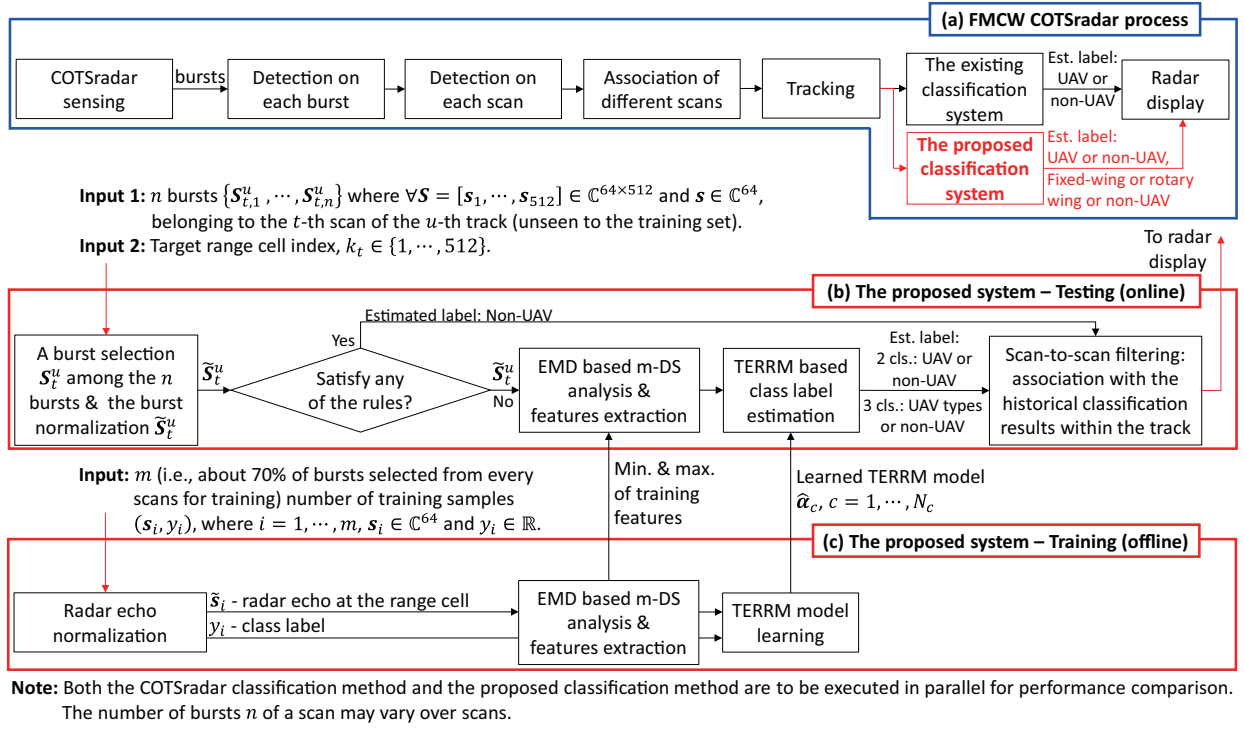 (a) FMCW COTSradar process
COTSradar
sensing
bursts
Detection on
each burst
Detection on
each scan
Association of
different scans
Tracking
The existing
classification
system
Est. label:
UAV or
non-UAV
Radar
display
The proposed
classification
system
Est. label:
UAV or non-UAV,
Fixed-wing or rotary
wing or non-UAV
Input 1: n bursts {S^u_{t,1}, ⋯, S^u_{t,n}} where ∀S = [s_1, ⋯, s_512] ∈ ℂ^{64×512} and s ∈ ℂ^{64},
belonging to the t-th scan of the u-th track (unseen to the training set).
Input 2: Target range cell index, k_t ∈ {1, ⋯, 512}.
To radar
display
(b) The proposed system – Testing (online)
Estimated label: Non-UAV
A burst selection
S^u_t among the n
bursts & the burst
normalization S̃^u_t
S̃^u_t
Yes
Satisfy any
of the rules?
S̃^u_t
No
EMD based m-DS
analysis &
features extraction
TERRM based
class label
estimation
Est. label:
2 cls.: UAV or
non-UAV
3 cls.: UAV types
or non-UAV
Scan-to-scan filtering:
association with the
historical classification
results within the track
Input: m (i.e., about 70% of bursts selected from every
scans for training) number of training samples
(s_i, y_i), where i = 1, ⋯, m, s_i ∈ ℂ^{64} and y_i ∈ ℝ.
Min. & max.
of training
features
Learned TERRM model
α̂_c, c = 1, ⋯, N_c
(c) The proposed system – Training (offline)
Radar echo
normalization
s̃_i - radar echo at the range cell
y_i - class label
EMD based m-DS
analysis &
features extraction
TERRM model
learning
Note: Both the COTSradar classification method and the proposed classification method are to be executed in parallel for performance comparison.
The number of bursts n of a scan may vary over scans.